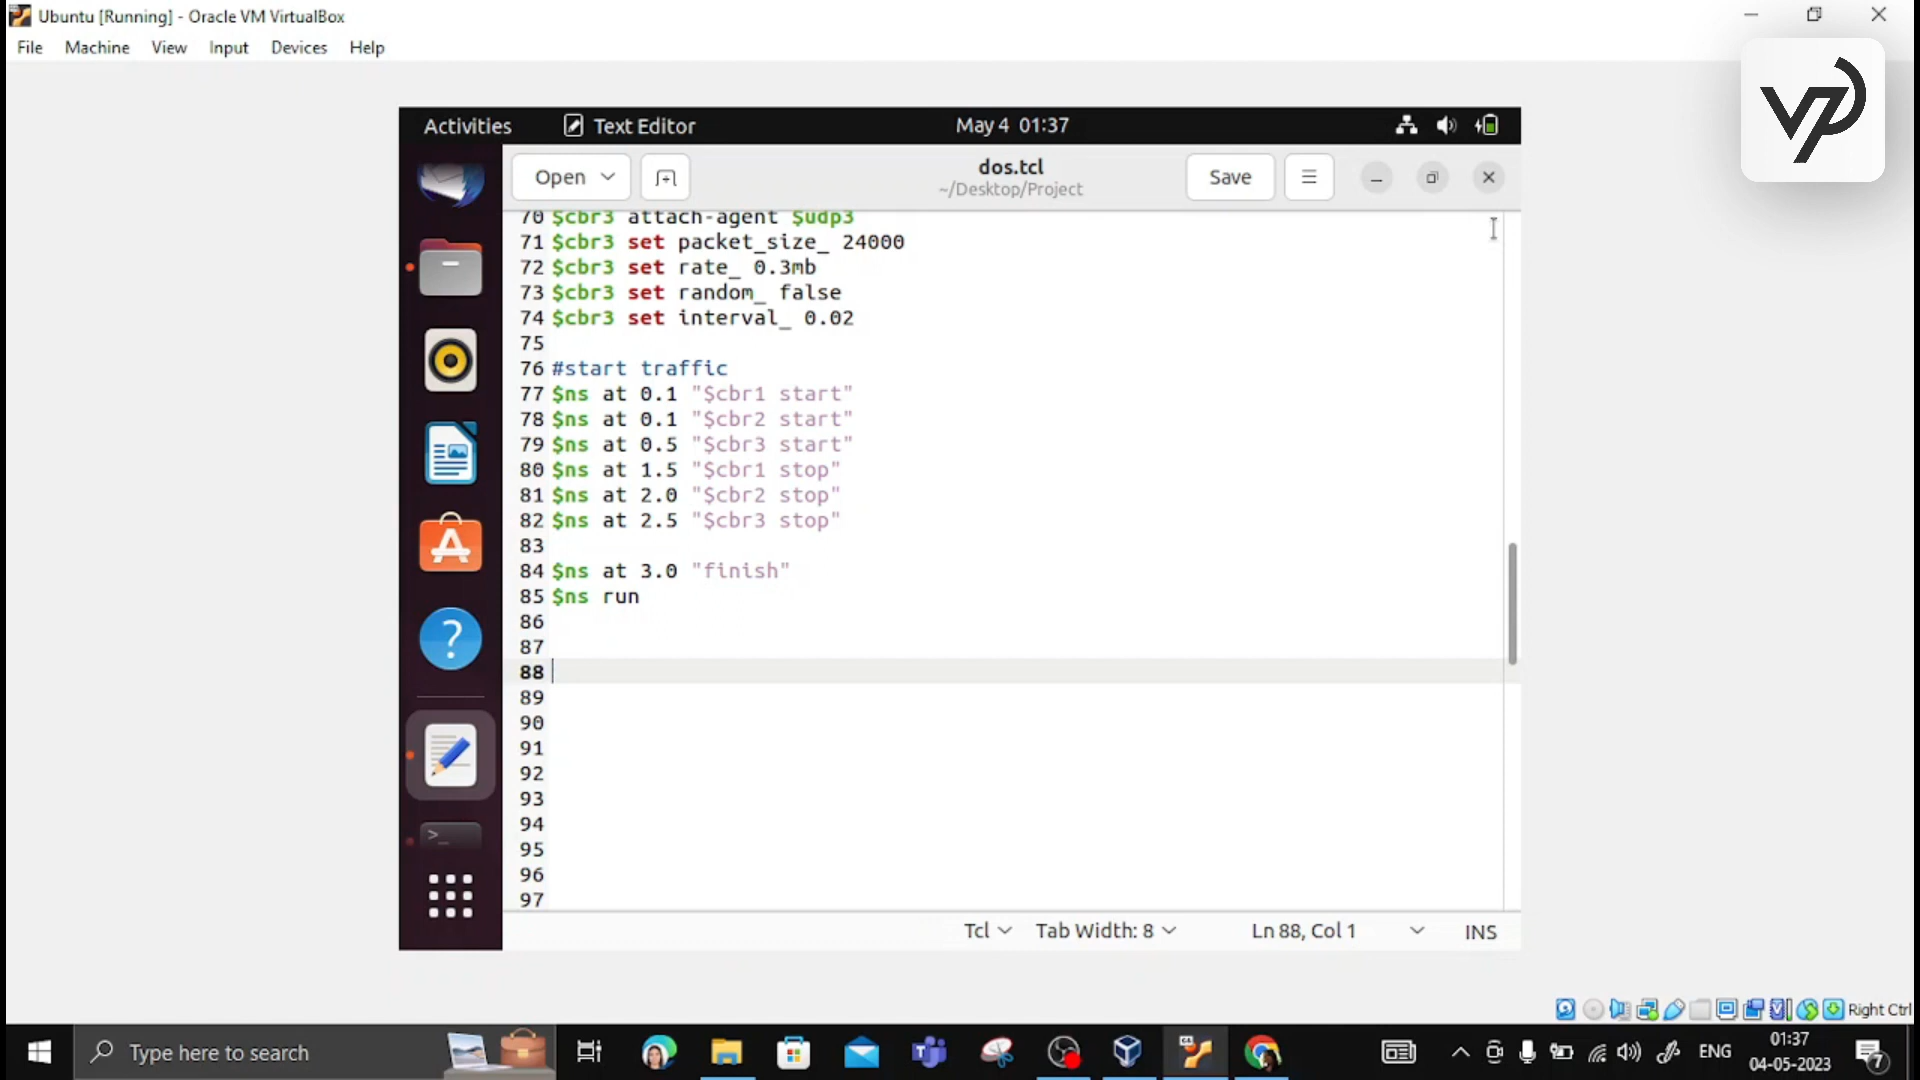 Ubuntu [Running] - Oracle VM VirtualBox
File Machine View Input Devices Help
VP
Activities Text Editor May 4 01:37
Open dos.tcl Save
~/Desktop/Project
70 $cbr3 attach-agent $udp3
71 $cbr3 set packet_size_ 24000
72 $cbr3 set rate_ 0.3mb
73 $cbr3 set random_ false
74 $cbr3 set interval_ 0.02
75
76 #start traffic
77 $ns at 0.1 "$cbr1 start"
78 $ns at 0.1 "$cbr2 start"
79 $ns at 0.5 "$cbr3 start"
80 $ns at 1.5 "$cbr1 stop"
81 $ns at 2.0 "$cbr2 stop"
82 $ns at 2.5 "$cbr3 stop"
83
84 $ns at 3.0 "finish"
85 $ns run
86
87
88
89
90
91
92
93
94
95
96
97
Tcl Tab Width: 8 Ln 88, Col 1 INS
Right Ctrl
Type here to search ENG 01:37
04-05-2023 7